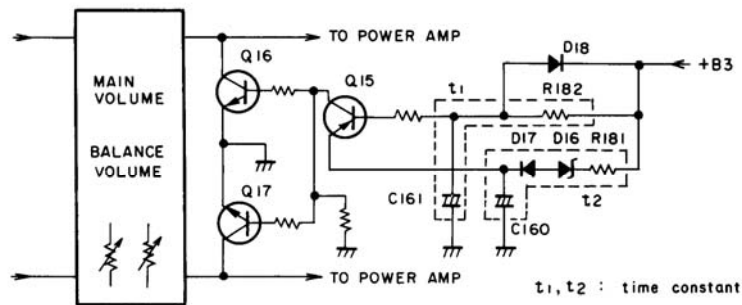 TO POWER AMP
Q16
D18
+B3
MAIN
VOLUME
Q15
t1
R182
BALANCE
VOLUME
D17
D16
R181
Q17
C161
t2
C160
TO POWER AMP
t1, t2 : time constant